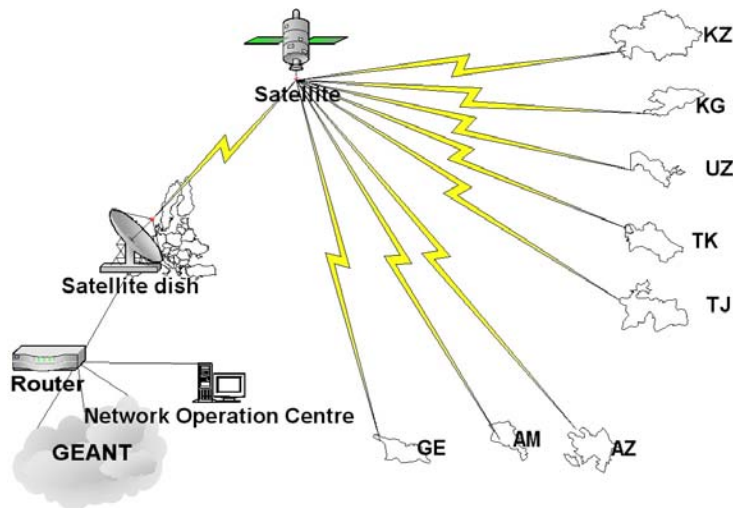 KZ
Satellite
KG
UZ
TK
Satellite dish
TJ
Router
Network Operation Centre
GEANT
GE
AM
AZ